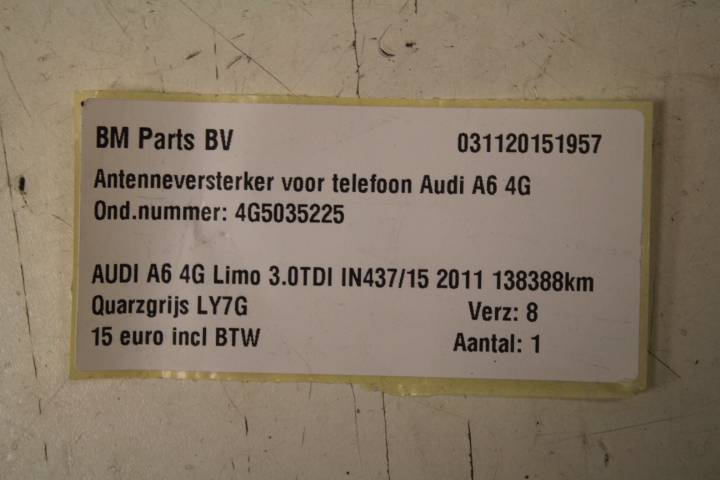 BM Parts BV 031120151957
Antenneversterker voor telefoon Audi A6 4G
Ond.nummer: 4G5035225
AUDI A6 4G Limo 3.0TDI IN437/15 2011 138388km
Quarzgrijs LY7G Verz: 8
15 euro incl BTW Aantal: 1